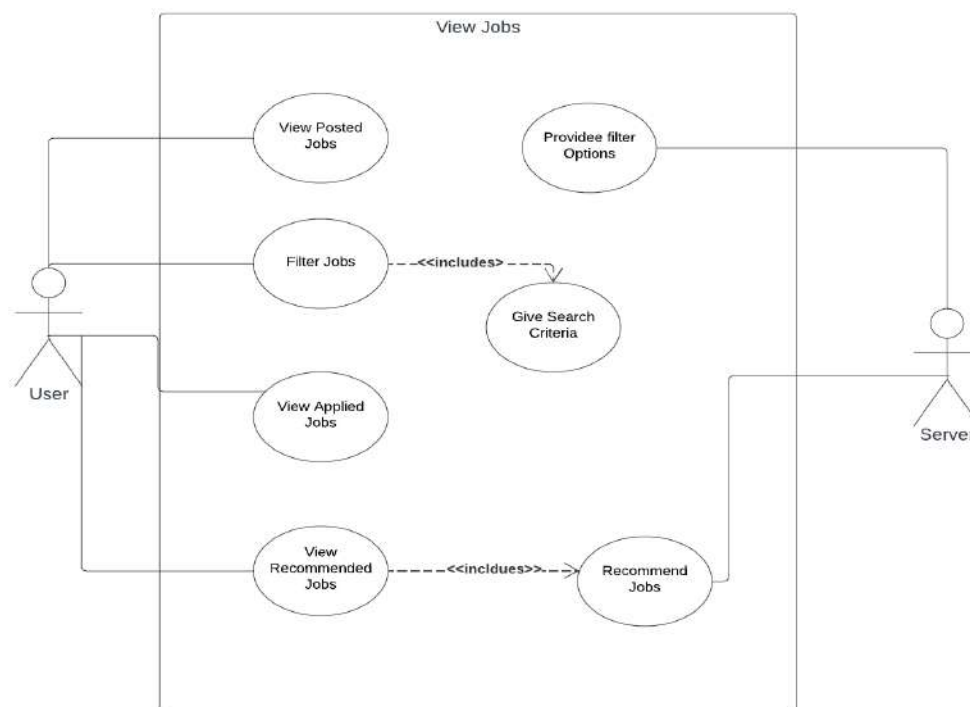 View Jobs
View Posted
Jobs
Providee filter
Options
Filter Jobs
<<includes>
Give Search
Criteria
User
View Applied
Jobs
Server
View
Recommended
Jobs
<<incldues>>
Recommend
Jobs